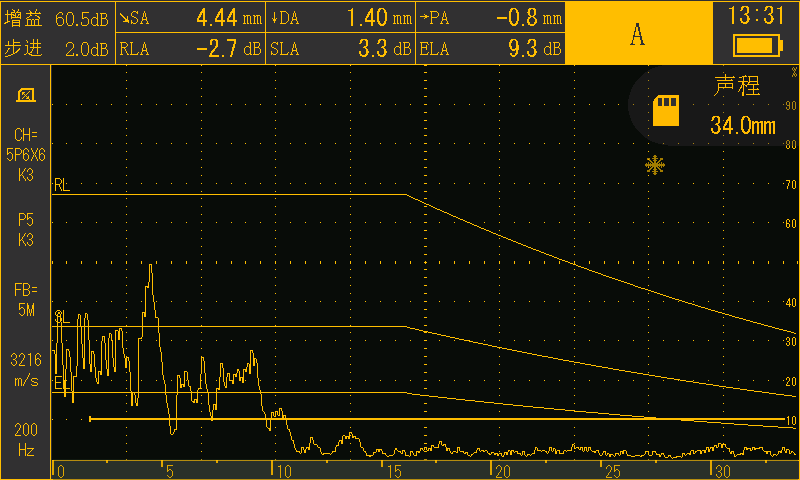 增益 60.5dB ↘SA 4.44 mm ↓DA 1.40 mm →PA -0.8 mm
步进 2.0dB RLA -2.7 dB SLA 3.3 dB ELA 9.3 dB
A
13:31
声程
34.0mm
%
90
80
70
60
40
30
20
10
CH=
5P6X6
K3
P5
K3
FB=
5M
3216
m/s
200
Hz
RL
SL
EL
0 5 10 15 20 25 30